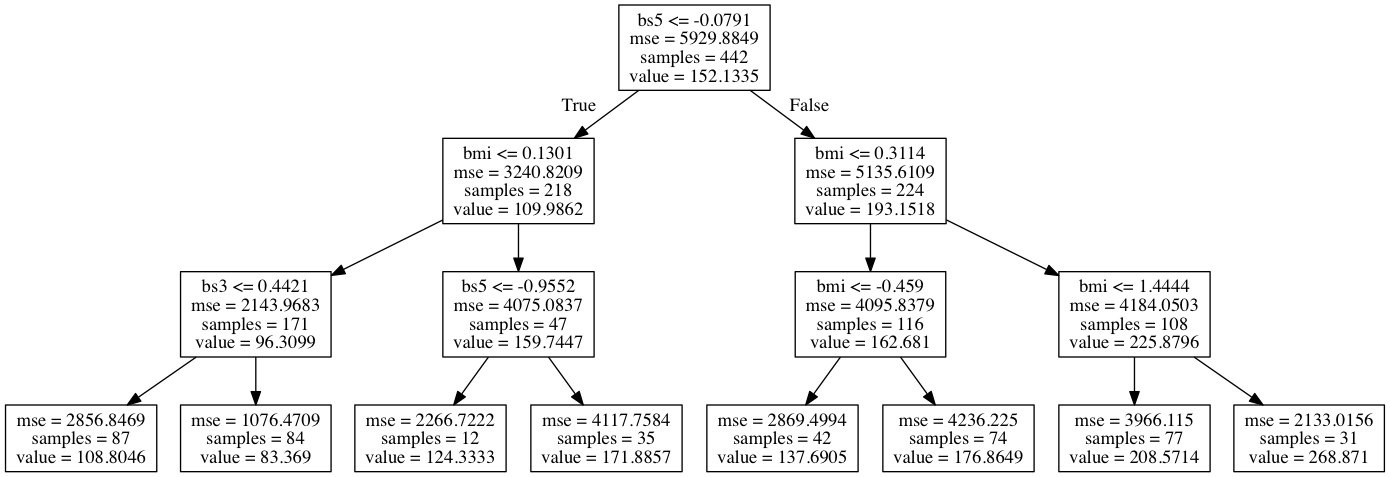 bs5 <= -0.0791
mse = 5929.8849
samples = 442
value = 152.1335
True
False
bmi <= 0.1301
mse = 3240.8209
samples = 218
value = 109.9862
bmi <= 0.3114
mse = 5135.6109
samples = 224
value = 193.1518
bs3 <= 0.4421
mse = 2143.9683
samples = 171
value = 96.3099
bs5 <= -0.9552
mse = 4075.0837
samples = 47
value = 159.7447
bmi <= -0.459
mse = 4095.8379
samples = 116
value = 162.681
bmi <= 1.4444
mse = 4184.0503
samples = 108
value = 225.8796
mse = 2856.8469
samples = 87
value = 108.8046
mse = 1076.4709
samples = 84
value = 83.369
mse = 2266.7222
samples = 12
value = 124.3333
mse = 4117.7584
samples = 35
value = 171.8857
mse = 2869.4994
samples = 42
value = 137.6905
mse = 4236.225
samples = 74
value = 176.8649
mse = 3966.115
samples = 77
value = 208.5714
mse = 2133.0156
samples = 31
value = 268.871